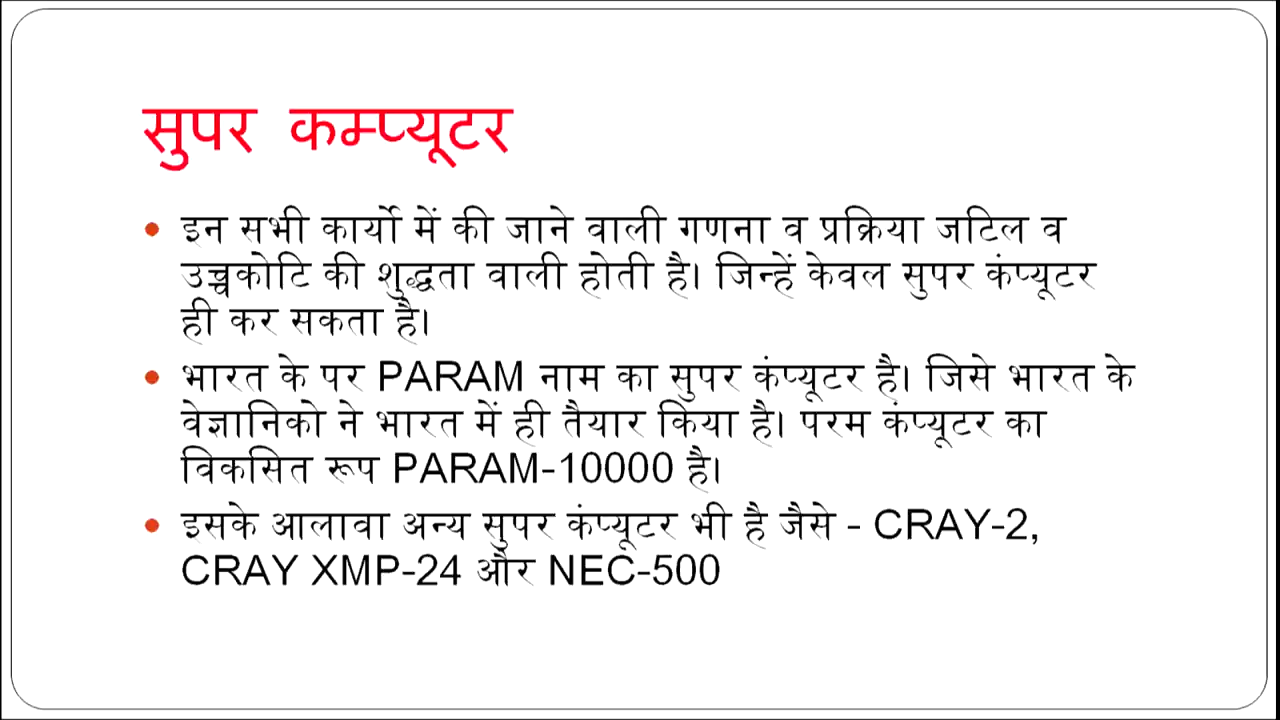 सुपर कम्प्यूटर
• इन सभी कार्यो में की जाने वाली गणना व प्रक्रिया जटिल व
उच्चकोटि की शुद्धता वाली होती है। जिन्हें केवल सुपर कंप्यूटर
ही कर सकता है।
• भारत के पर PARAM नाम का सुपर कंप्यूटर है। जिसे भारत के
वेज्ञानिको ने भारत में ही तैयार किया है। परम कंप्यूटर का
विकसित रूप PARAM-10000 है।
• इसके आलावा अन्य सुपर कंप्यूटर भी है जैसे - CRAY-2,
CRAY XMP-24 और NEC-500